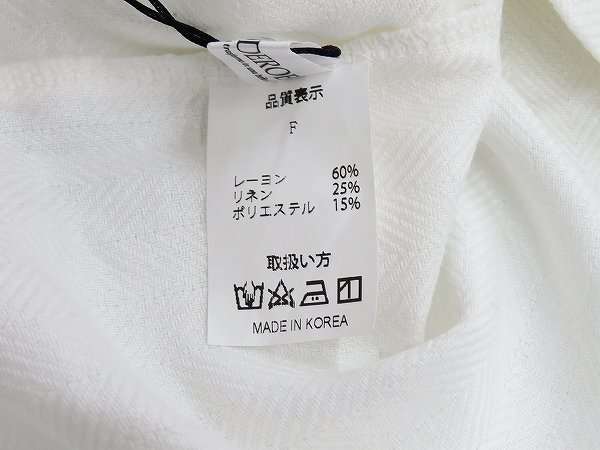 品質表示
F
レーヨン 60%
リネン 25%
ポリエステル 15%
取扱い方
MADE IN KOREA